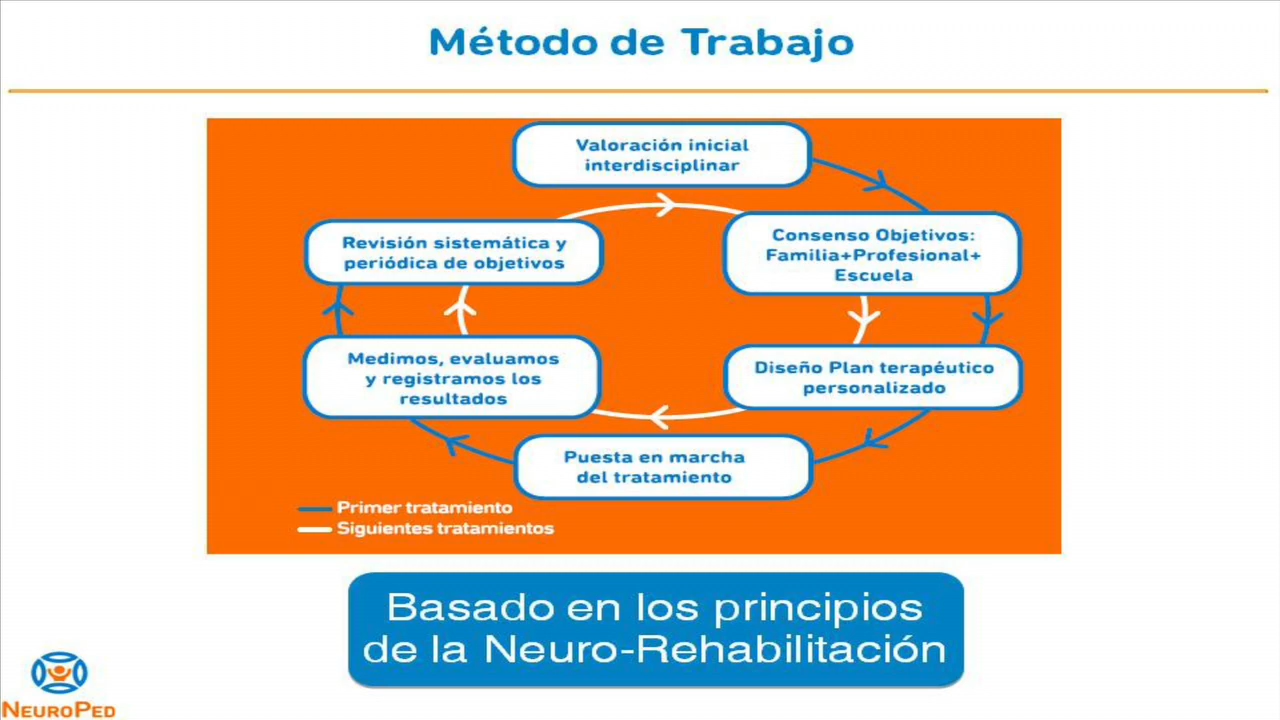 Método de Trabajo
Valoración inicial
interdisciplinar
Revisión sistemática y
periódica de objetivos
Consenso Objetivos:
Familia+Profesional+
Escuela
Medimos, evaluamos
y registramos los
resultados
Diseño Plan terapéutico
personalizado
Puesta en marcha
del tratamiento
Primer tratamiento
Siguientes tratamientos
Basado en los principios
de la Neuro-Rehabilitación
NEUROPED